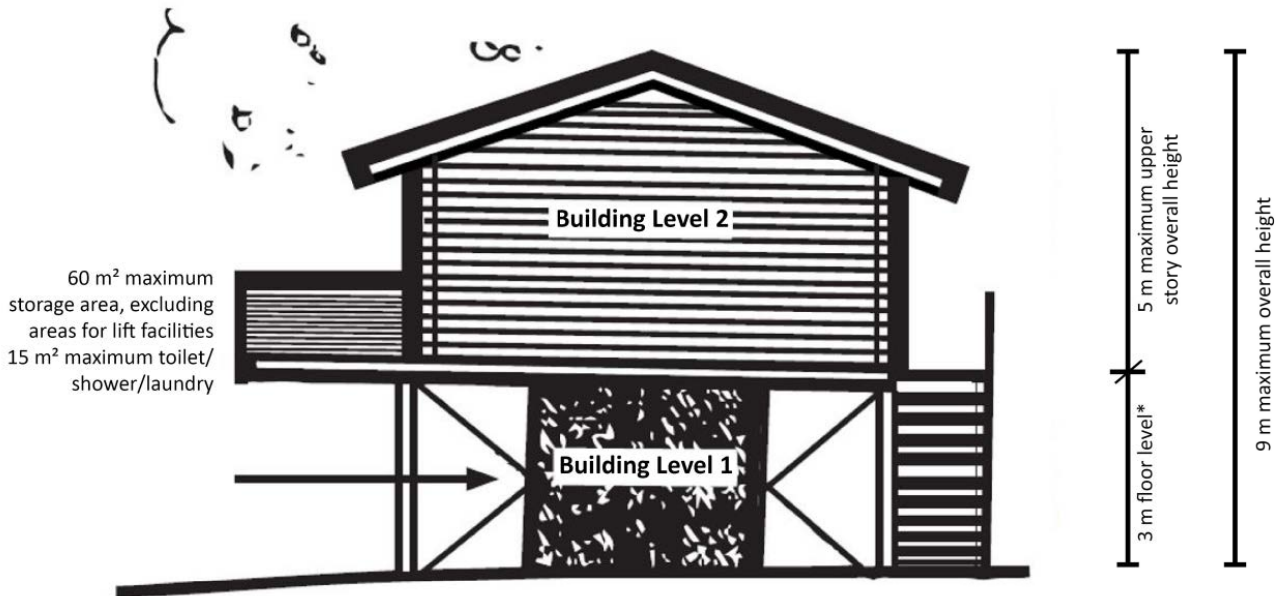 Building Level 2
60 m² maximum
storage area, excluding
areas for lift facilities
15 m² maximum toilet/
shower/laundry
Building Level 1
5 m maximum upper
story overall height
3 m floor level*
9 m maximum overall height